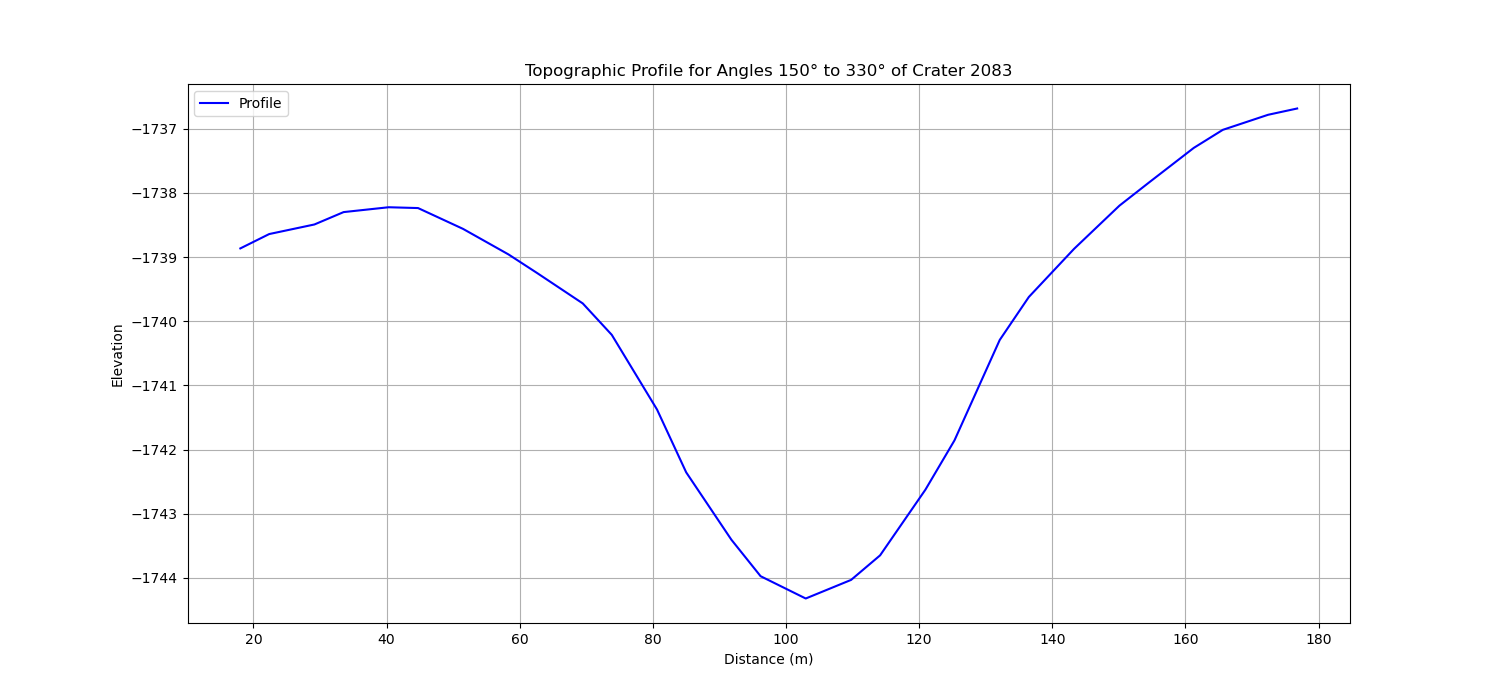 Topographic Profile for Angles 150° to 330° of Crater 2083
Profile
−1737
−1738
−1739
−1740
−1741
−1742
−1743
−1744
Elevation
20 40 60 80 100 120 140 160 180
Distance (m)